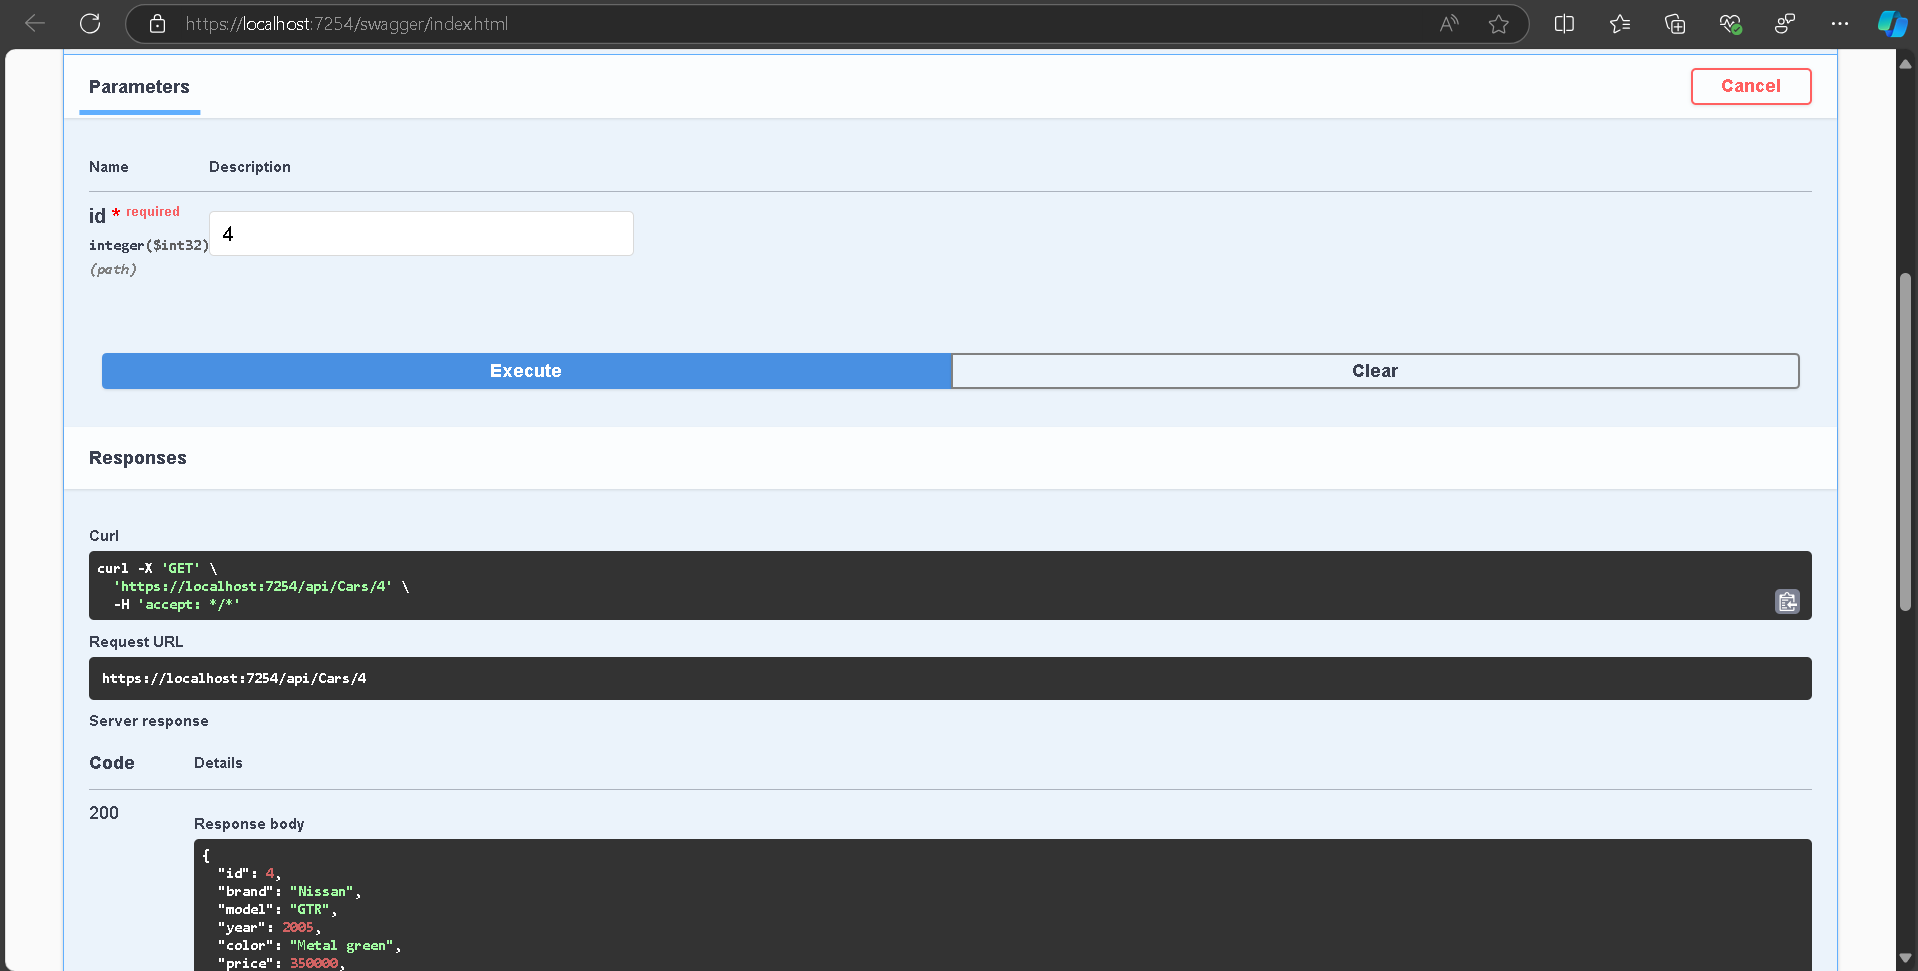 https://localhost:7254/swagger/index.html
Parameters
Cancel
Name Description
id * required
integer($int32)
(path)
4
Execute
Clear
Responses
Curl
curl -X 'GET' \
  'https://localhost:7254/api/Cars/4' \
  -H 'accept: */*'
Request URL
https://localhost:7254/api/Cars/4
Server response
Code Details
200
Response body
{
  "id": 4,
  "brand": "Nissan",
  "model": "GTR",
  "year": 2005,
  "color": "Metal green",
  "price": 350000,